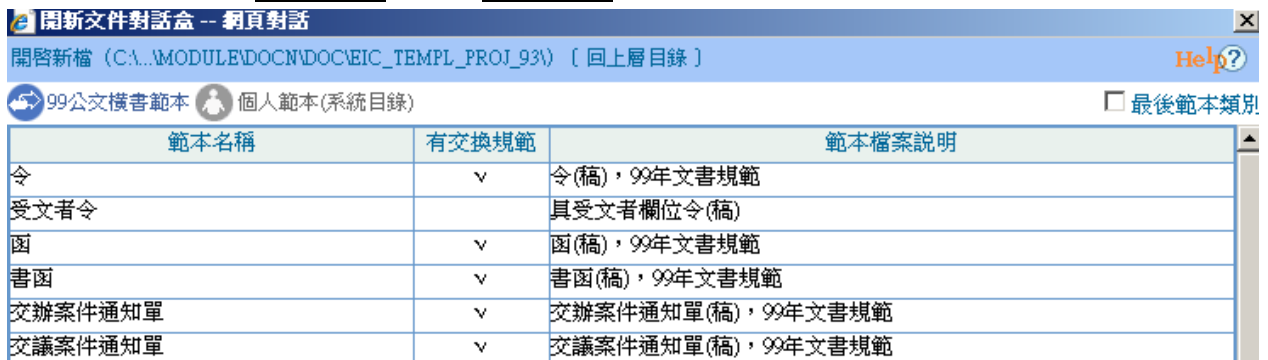 開新文件對話盒 -- 網頁對話
開啓新檔 (C:\...\MODULE\DOCN\DOC\EIC_TEMPL_PROJ_93\) 〔回上層目錄〕 Help?
99公文橫書範本 個人範本(系統目錄) 最後範本類別
範本名稱 有交換規範 範本檔案說明
令 v 令(稿),99年文書規範
受文者令 具受文者欄位令(稿)
函 v 函(稿),99年文書規範
書函 v 書函(稿),99年文書規範
交辦案件通知單 v 交辦案件通知單(稿),99年文書規範
交議案件通知單 v 交議案件通知單(稿),99年文書規範